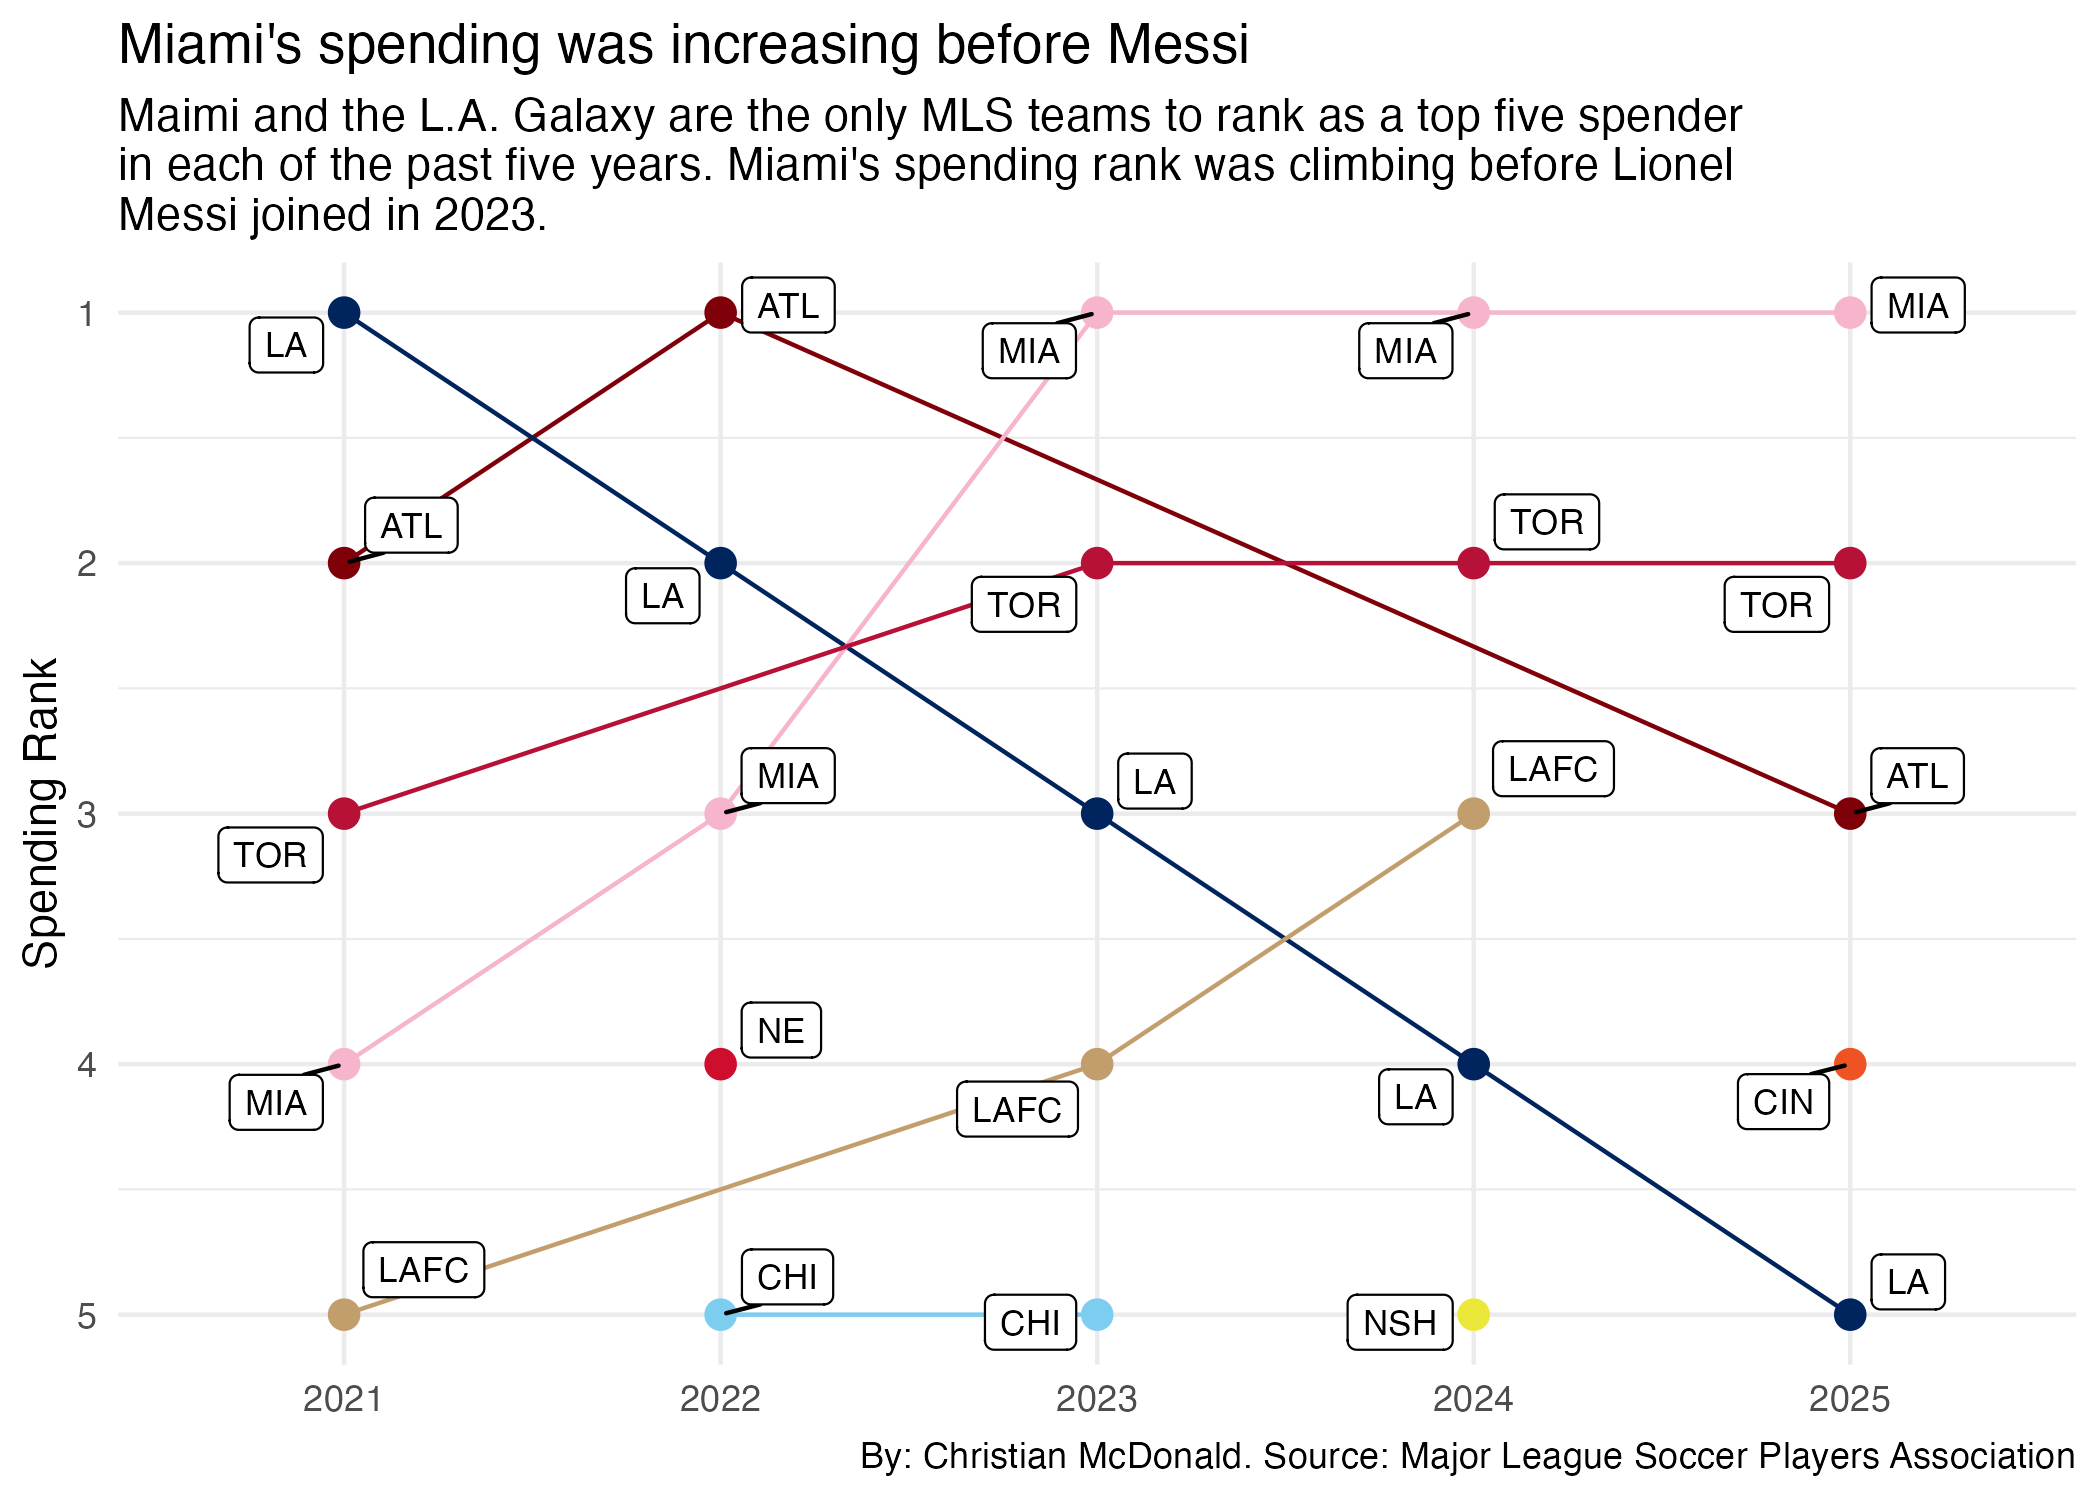 Miami's spending was increasing before Messi
Maimi and the L.A. Galaxy are the only MLS teams to rank as a top five spender
in each of the past five years. Miami's spending rank was climbing before Lionel
Messi joined in 2023.
Spending Rank
1
LA
ATL
MIA
MIA
MIA
2
ATL
LA
TOR
TOR
TOR
3
TOR
MIA
LA
LAFC
ATL
4
MIA
NE
LAFC
LA
CIN
5
LAFC
CHI
CHI
NSH
LA
2021 2022 2023 2024 2025
By: Christian McDonald. Source: Major League Soccer Players Association